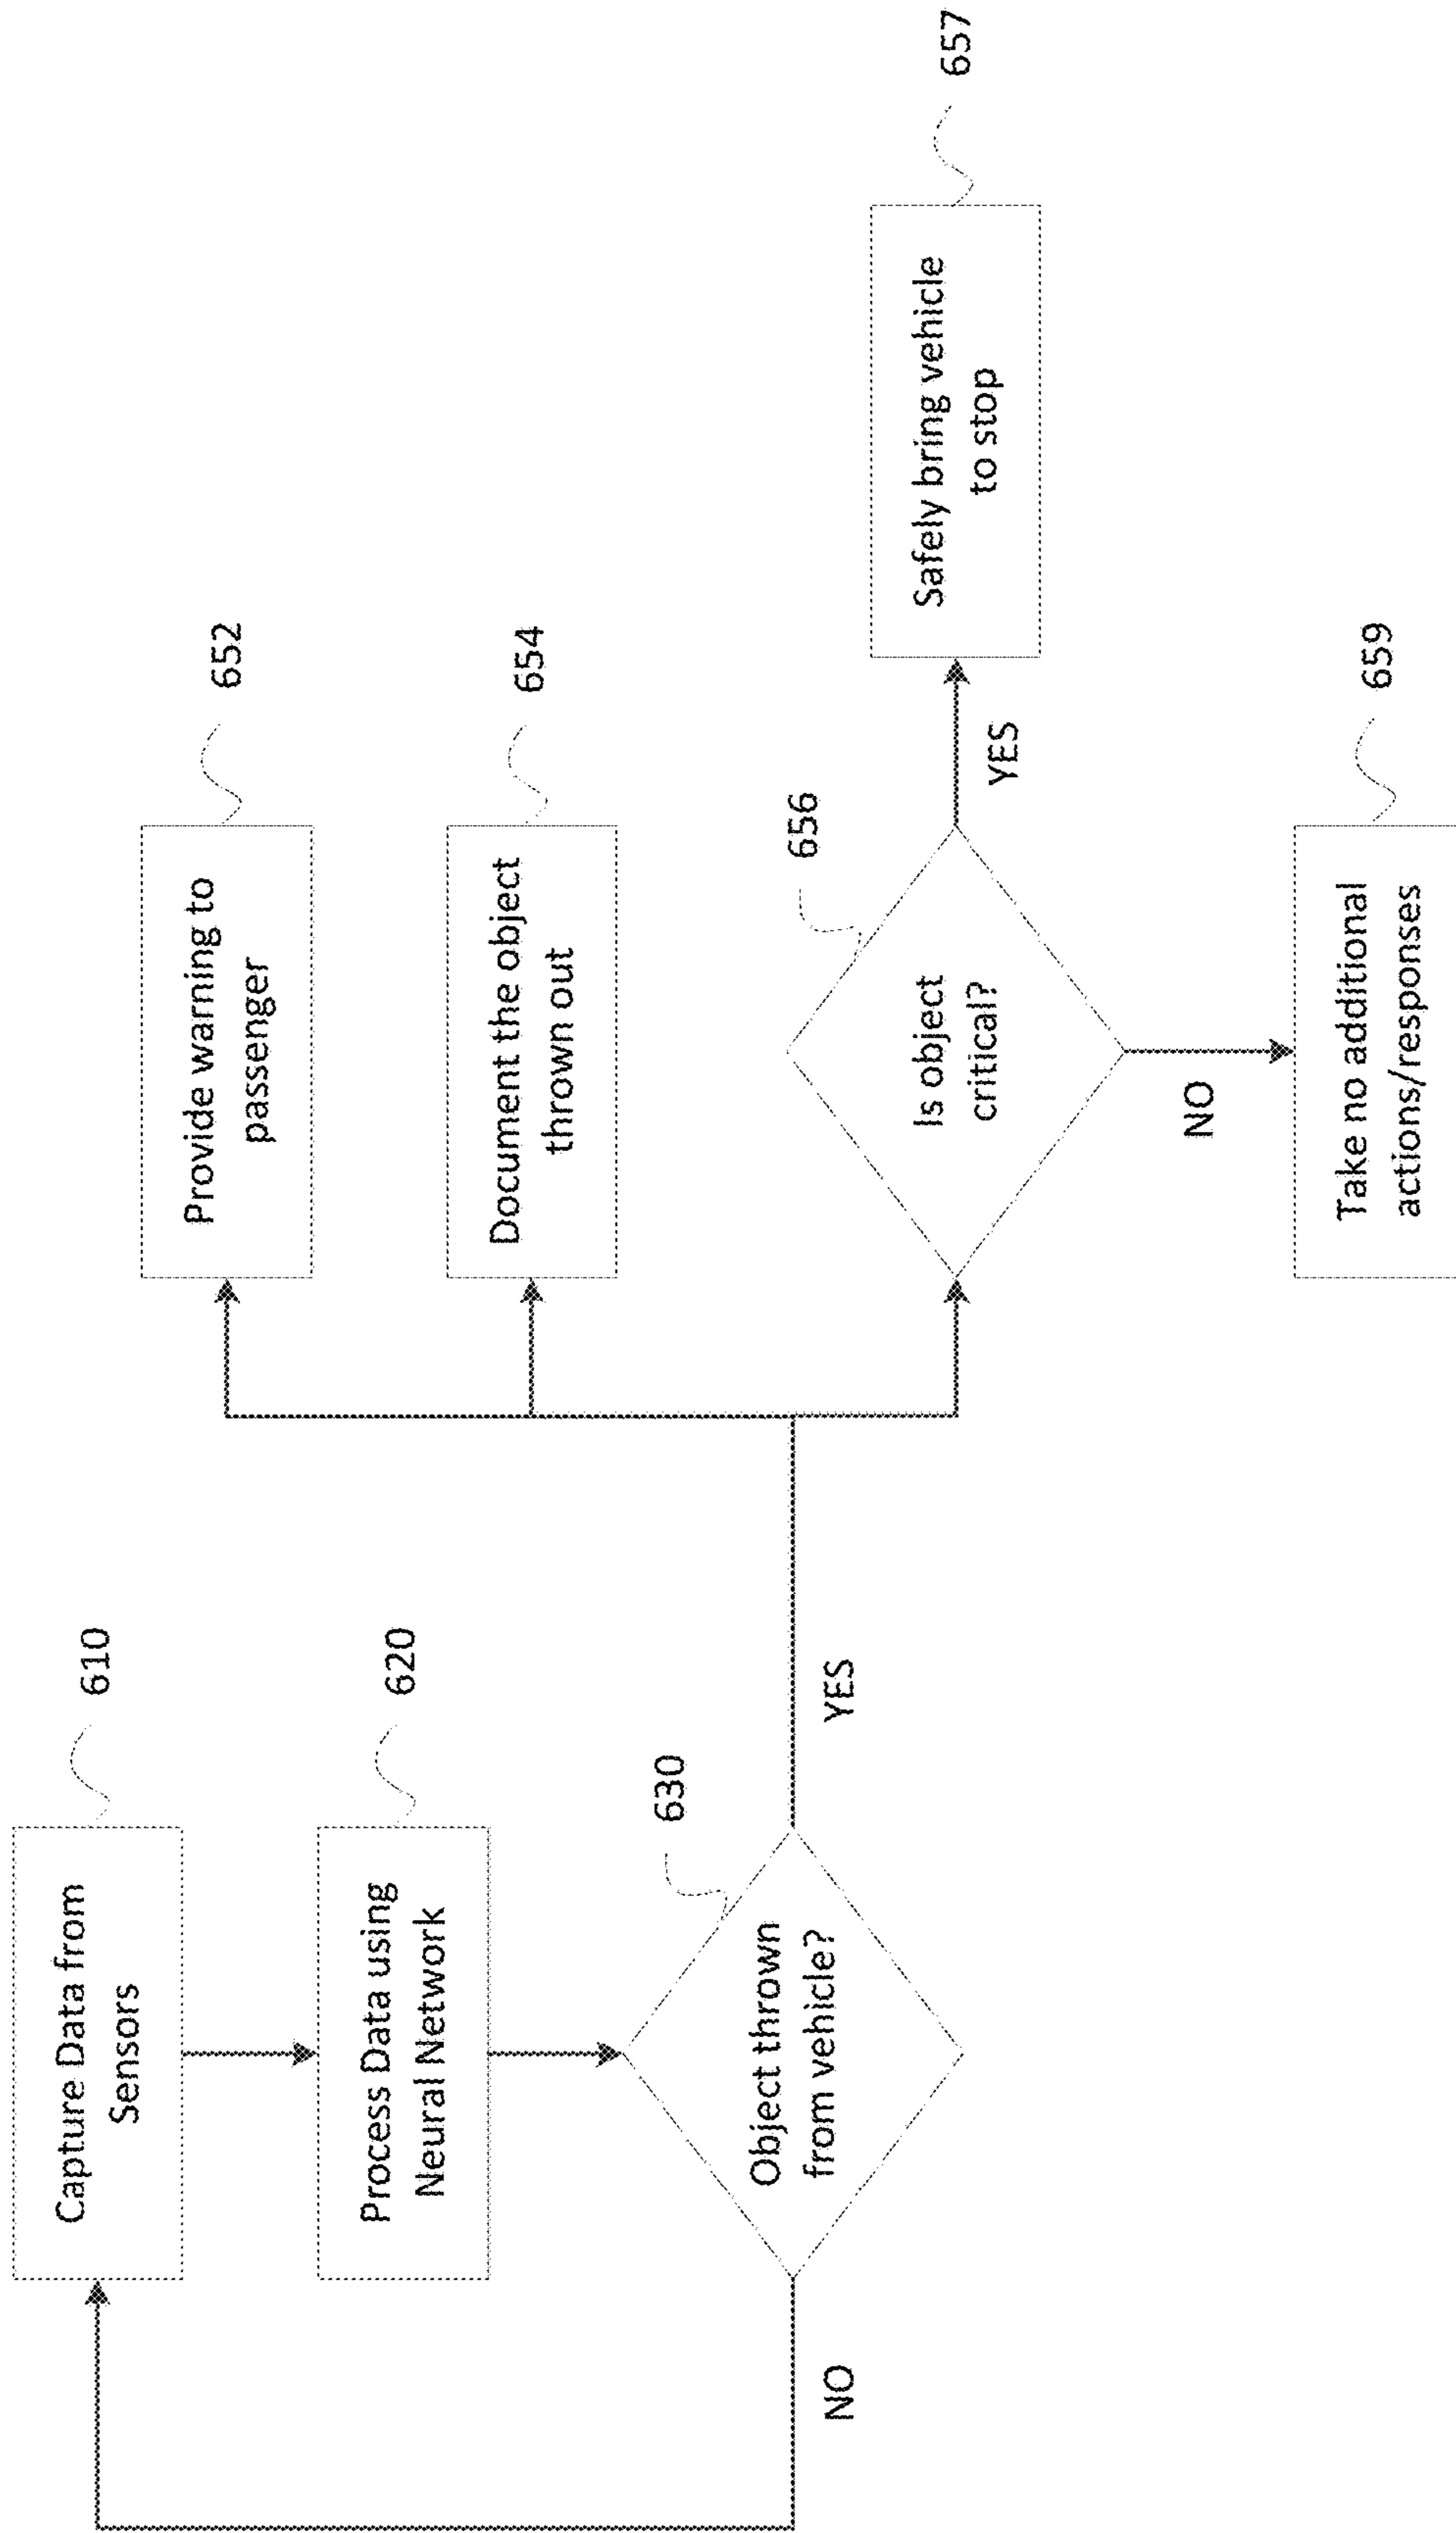 610
Capture Data from
Sensors
620
Process Data using
Neural Network
630
Object thrown
from vehicle?
NO
YES
652
Provide warning to
passenger
654
Document the object
thrown out
656
Is object
critical?
YES
657
Safely bring vehicle
to stop
NO
659
Take no additional
actions/responses